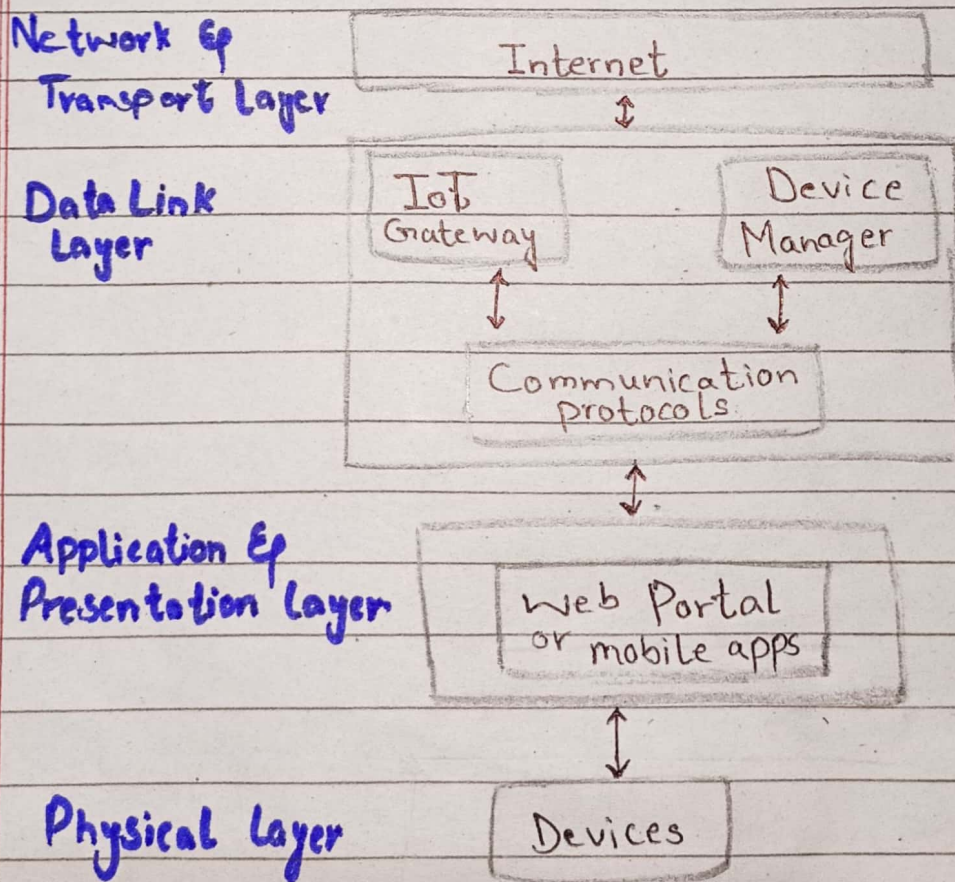 Network &
Transport Layer
Internet
Data Link
Layer
IoT
Gateway
Device
Manager
Communication
protocols
Application &
Presentation Layer
Web Portal
or mobile apps
Physical Layer
Devices